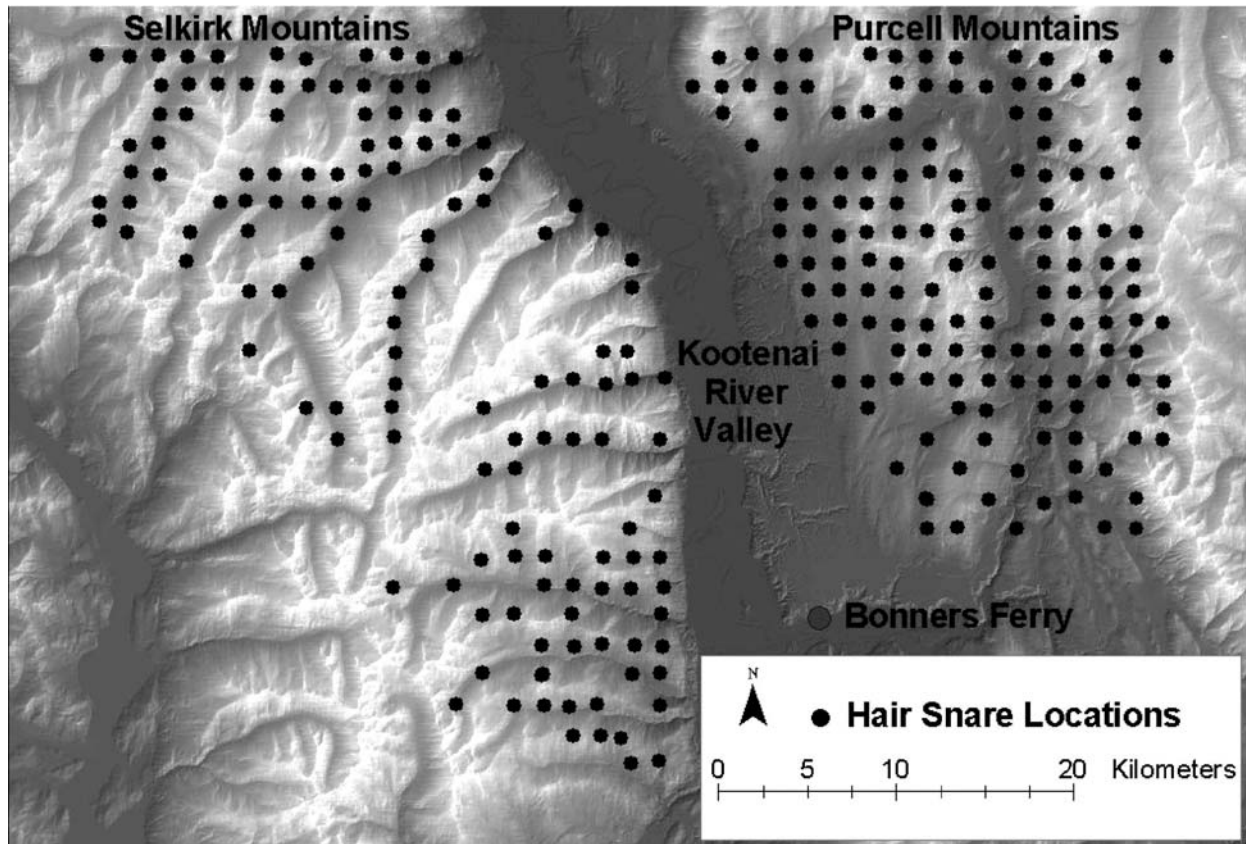 Selkirk Mountains
Purcell Mountains
Kootenai
River
Valley
Bonners Ferry
N
Hair Snare Locations
0 5 10 20 Kilometers